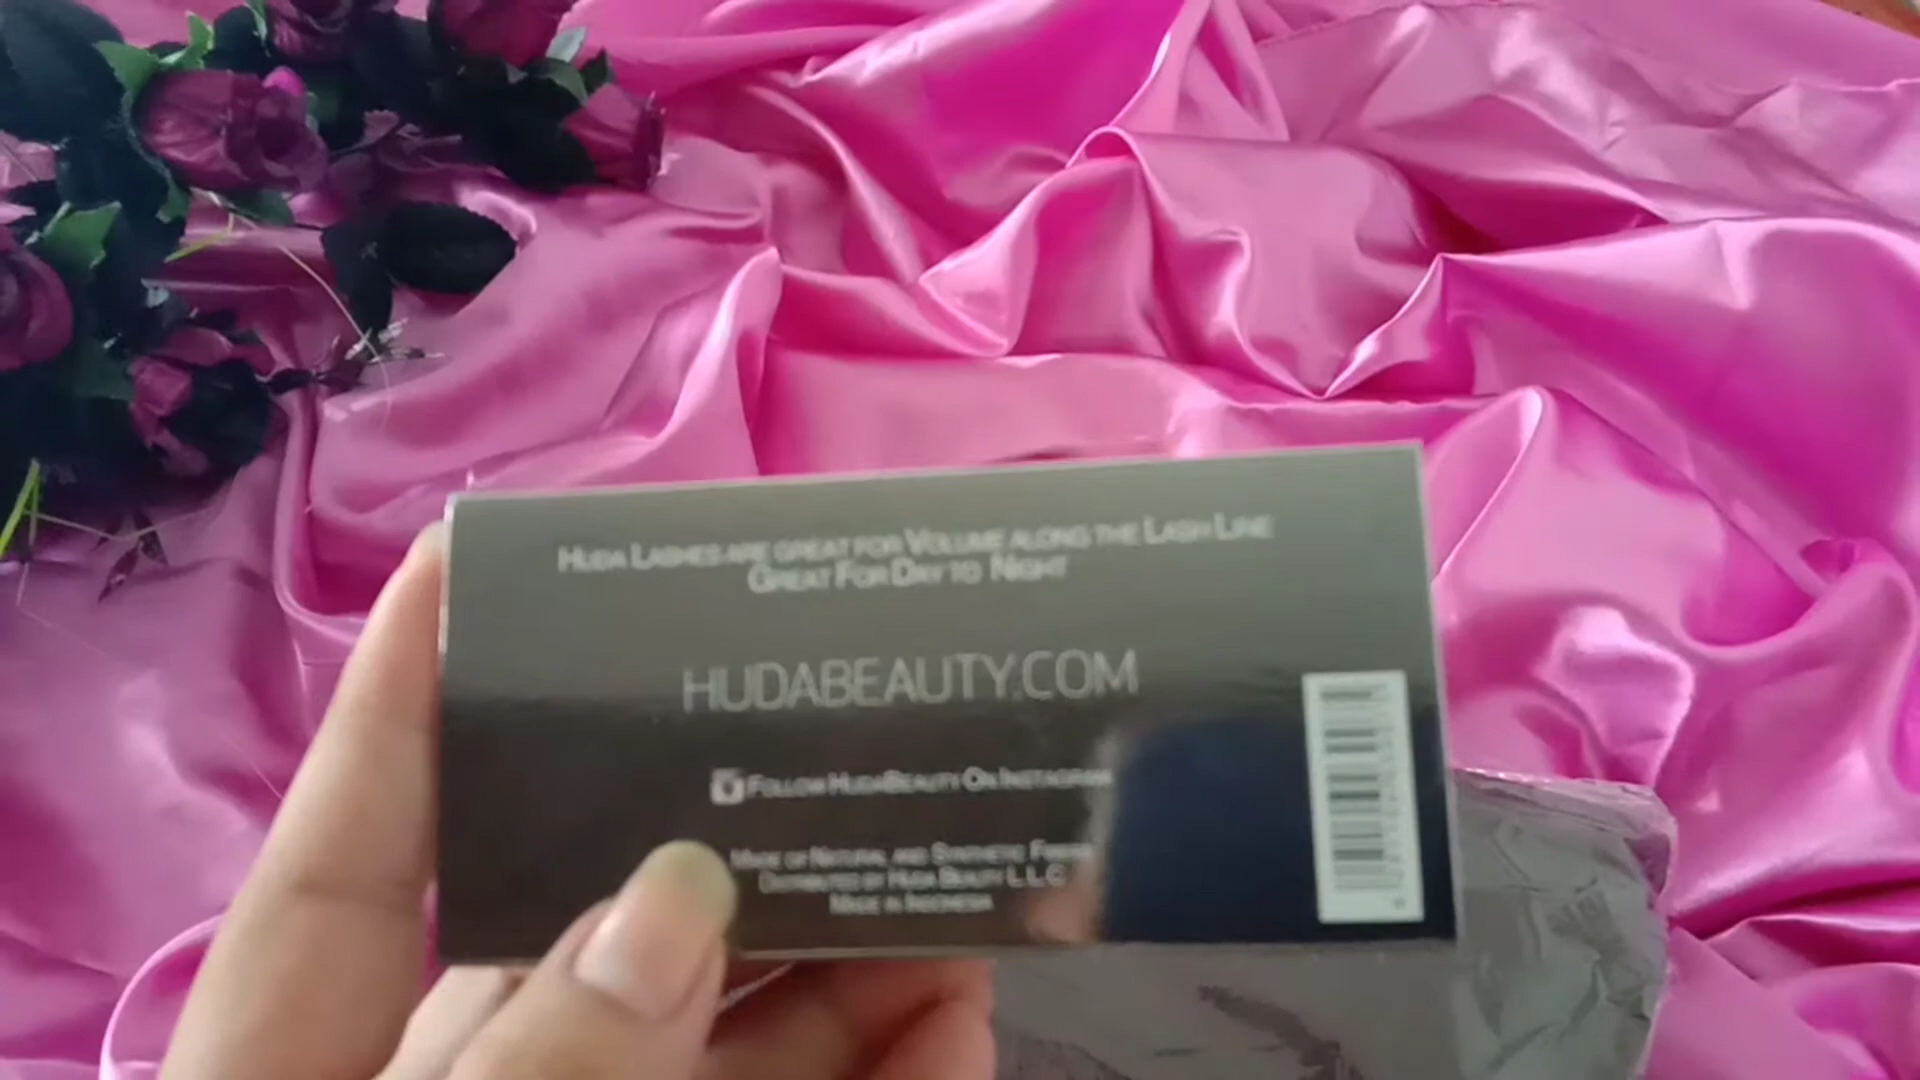 HUDA LASHES ARE GREAT FOR VOLUME ALONG THE LASH LINE
GREAT FOR DAY TO NIGHT
HUDABEAUTY.COM
FOLLOW HUDABEAUTY ON INSTAGRAM
MADE OF NATURAL AND SYNTHETIC FIBERS
DISTRIBUTED BY HUDA BEAUTY L.L.C
MADE IN INDONESIA